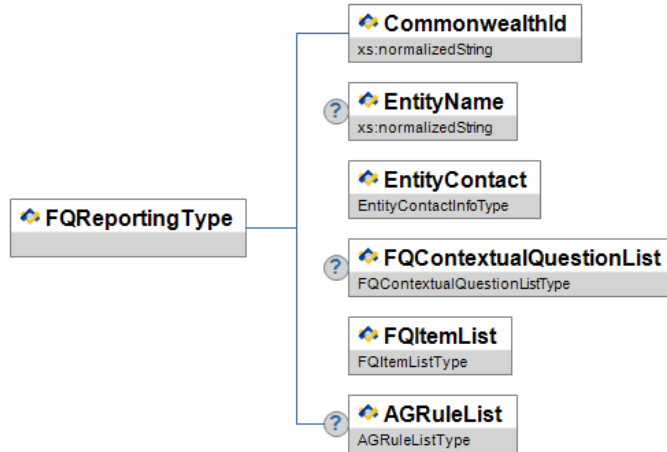 CommonwealthId
xs:normalizedString
?
EntityName
xs:normalizedString
EntityContact
EntityContactInfoType
FQReportingType
?
FQContextualQuestionList
FQContextualQuestionListType
FQItemList
FQItemListType
?
AGRuleList
AGRuleListType